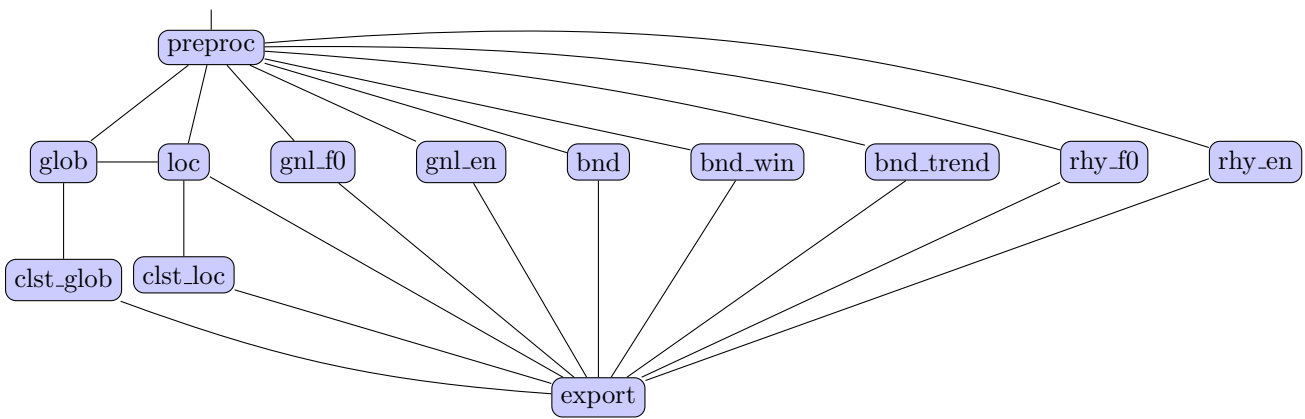 preproc
glob loc gnl_f0 gnl_en bnd bnd_win bnd_trend rhy_f0 rhy_en
clst_glob clst_loc
export